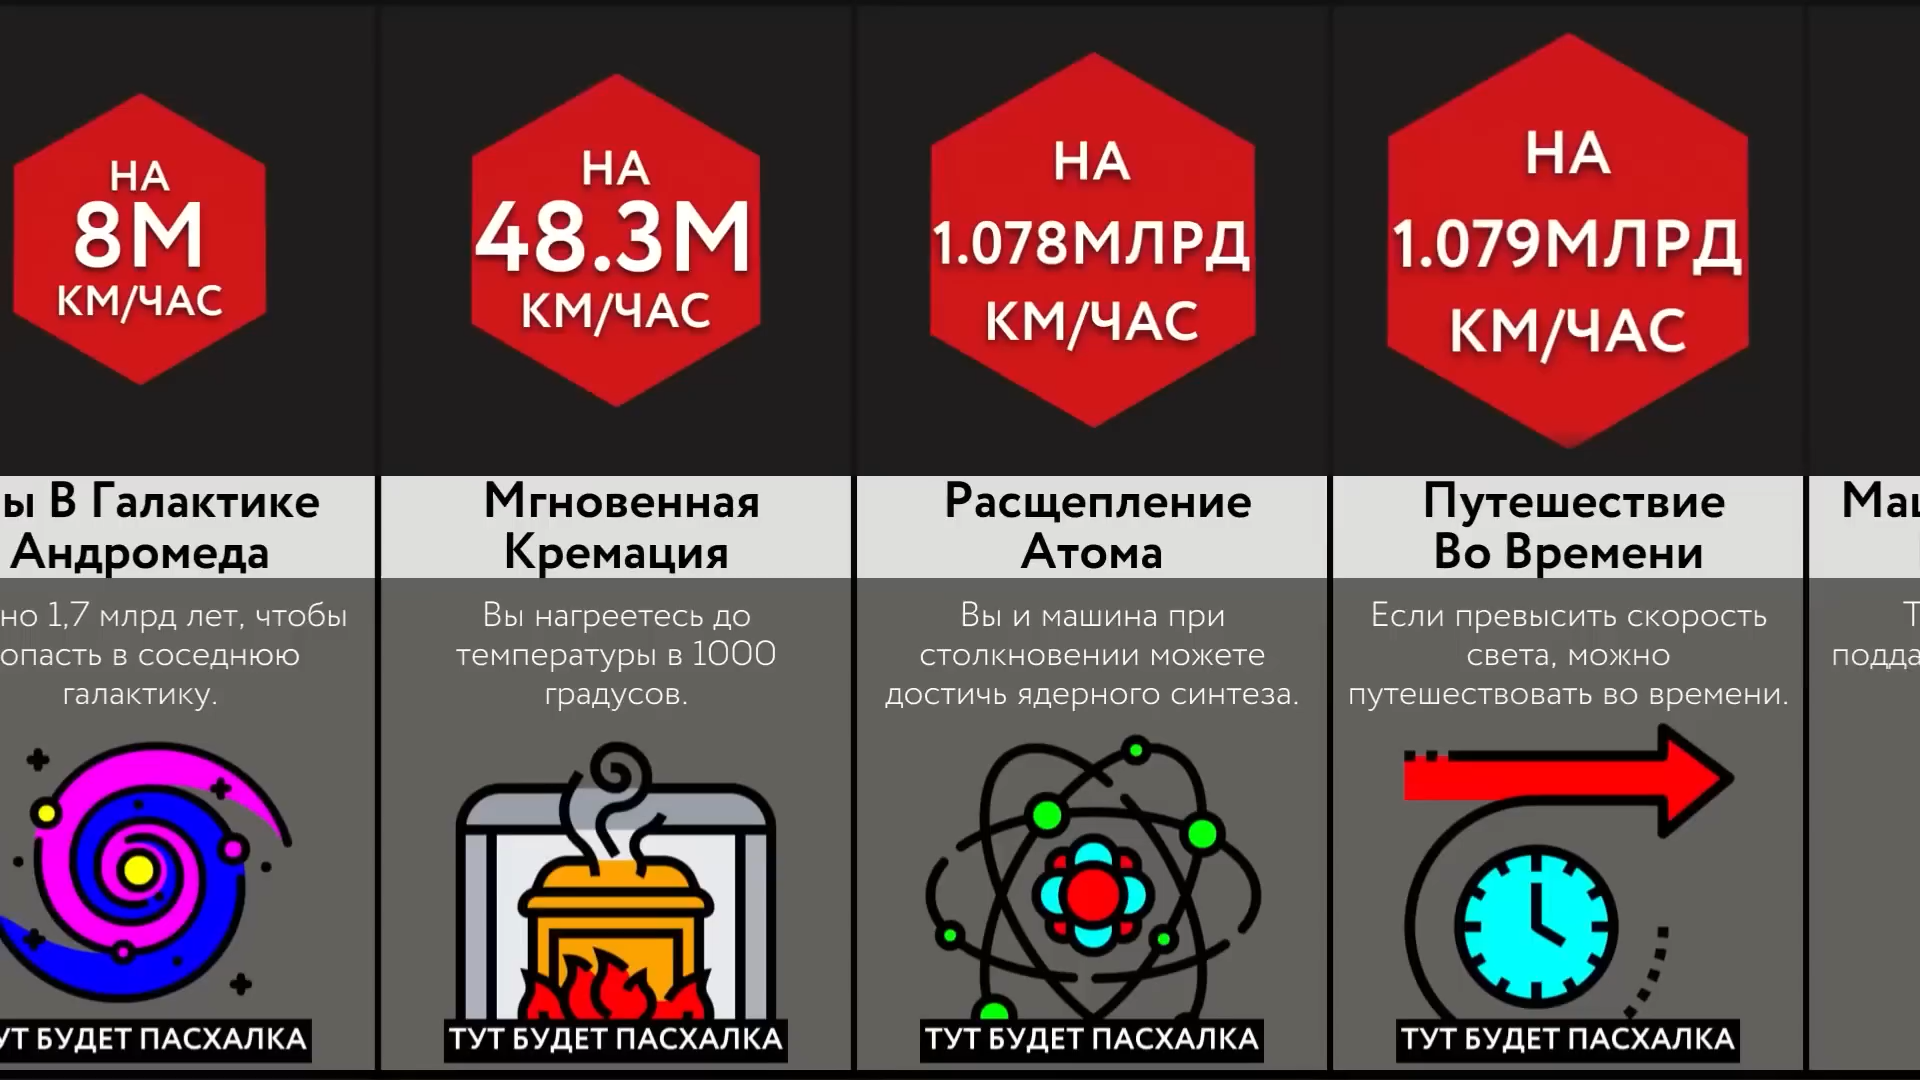 НА
8М
КМ/ЧАС
НА
48.3М
КМ/ЧАС
НА
1.078МЛРД
КМ/ЧАС
НА
1.079МЛРД
КМ/ЧАС
ы В Галактике
Андромеда
но 1,7 млрд лет, чтобы
опасть в соседнюю
галактику.
Мгновенная
Кремация
Вы нагреетесь до
температуры в 1000
градусов.
Расщепление
Атома
Вы и машина при
столкновении можете
достичь ядерного синтеза.
Путешествие
Во Времени
Если превысить скорость
света, можно
путешествовать во времени.
Т
подда
УТ БУДЕТ ПАСХАЛКА
ТУТ БУДЕТ ПАСХАЛКА
ТУТ БУДЕТ ПАСХАЛКА
ТУТ БУДЕТ ПАСХАЛКА